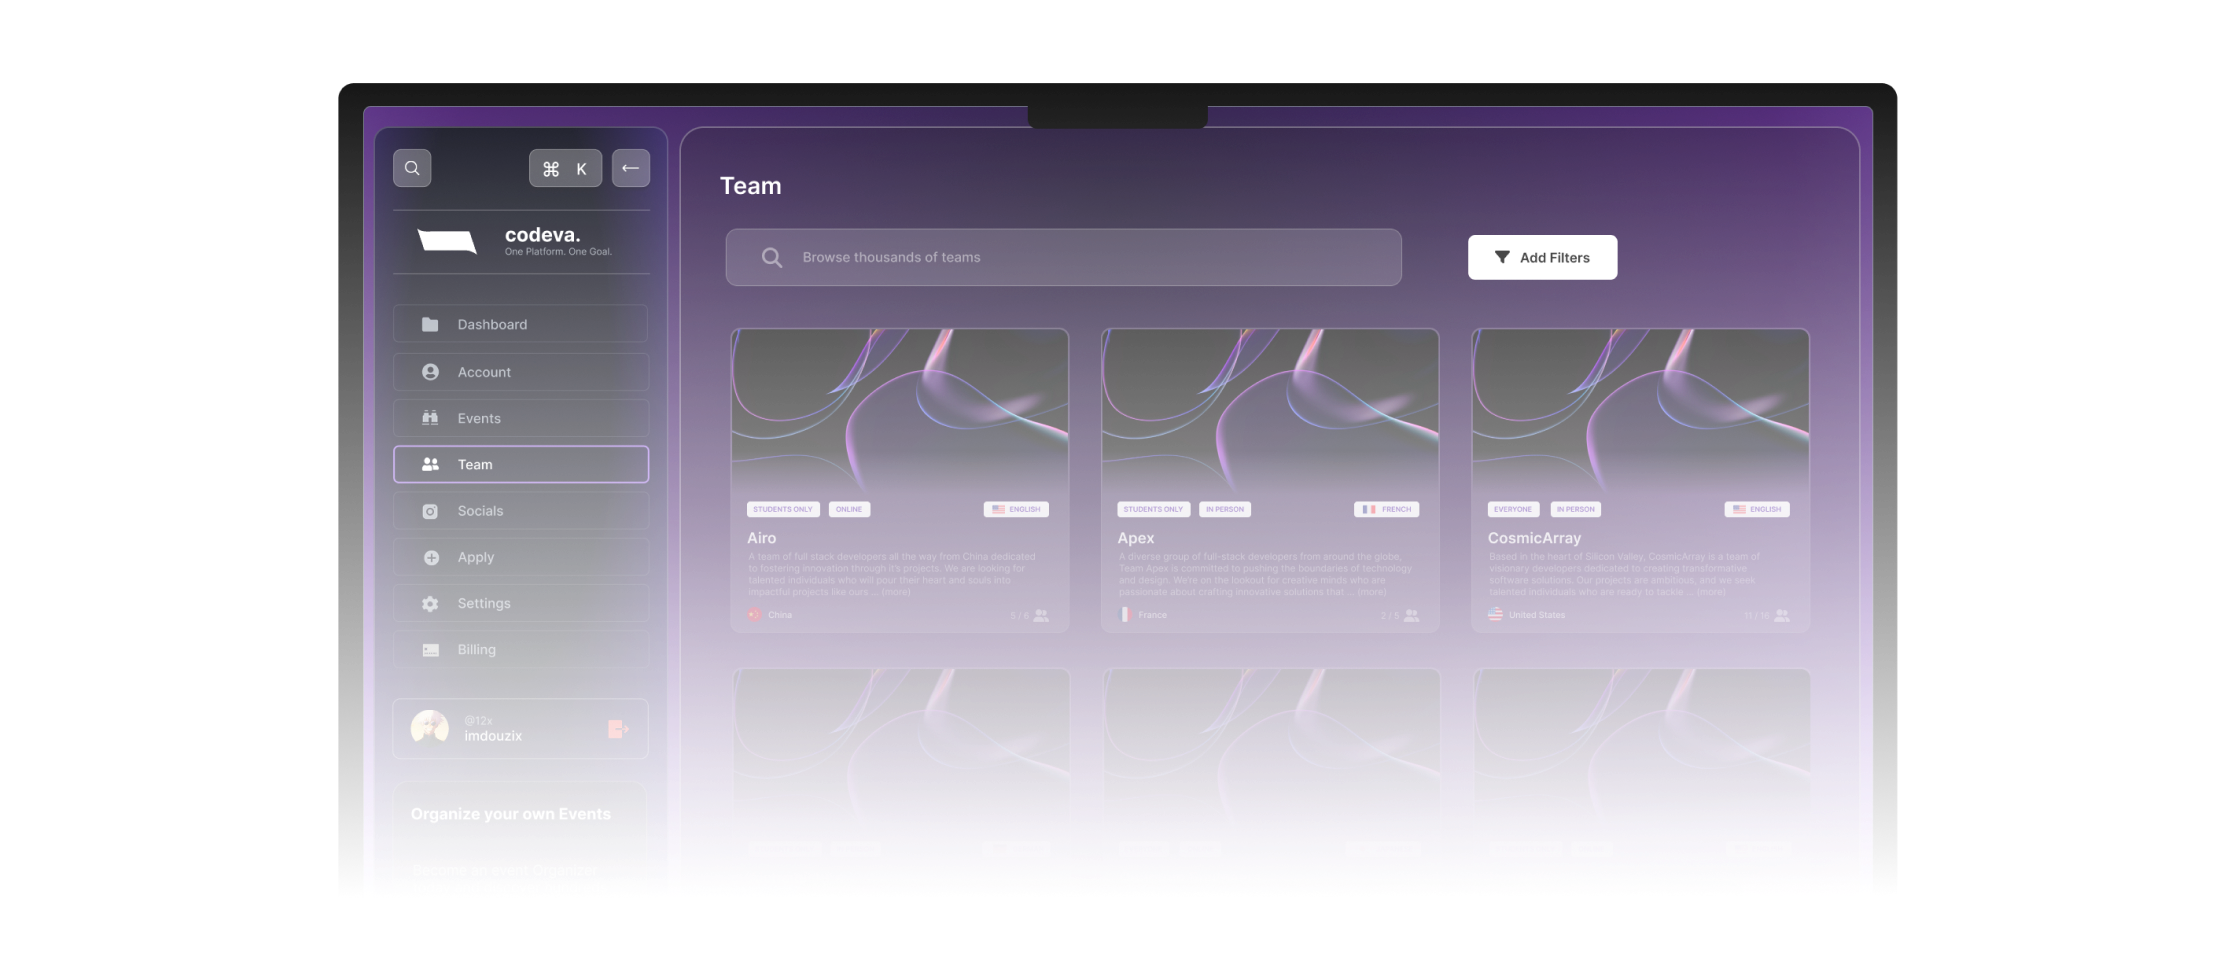 ⌘ K
codeva.
One Platform. One Goal.
Dashboard
Account
Events
Team
Socials
Apply
Settings
Billing
@12x
imdouzix
Organize your own Events
Become an event Organizer
Team
Browse thousands of teams
Add Filters
STUDENTS ONLY ONLINE ENGLISH
Airo
A team of full stack developers all the way from China dedicated
to fostering innovation through it's projects. We are looking for
talented individuals who will pour their heart and souls into
impactful projects like ours ... (more)
China 5 / 6
STUDENTS ONLY IN PERSON FRENCH
Apex
A diverse group of full-stack developers from around the globe,
Team Apex is committed to pushing the boundaries of technology
and design. We're on the lookout for creative minds who are
passionate about crafting innovative solutions that ... (more)
France 2 / 5
EVERYONE IN PERSON ENGLISH
CosmicArray
Based in the heart of Silicon Valley, CosmicArray is a team of
visionary developers dedicated to creating transformative
software solutions. Our projects are ambitious, and we seek
talented individuals who are ready to tackle ... (more)
United States 11 / 16